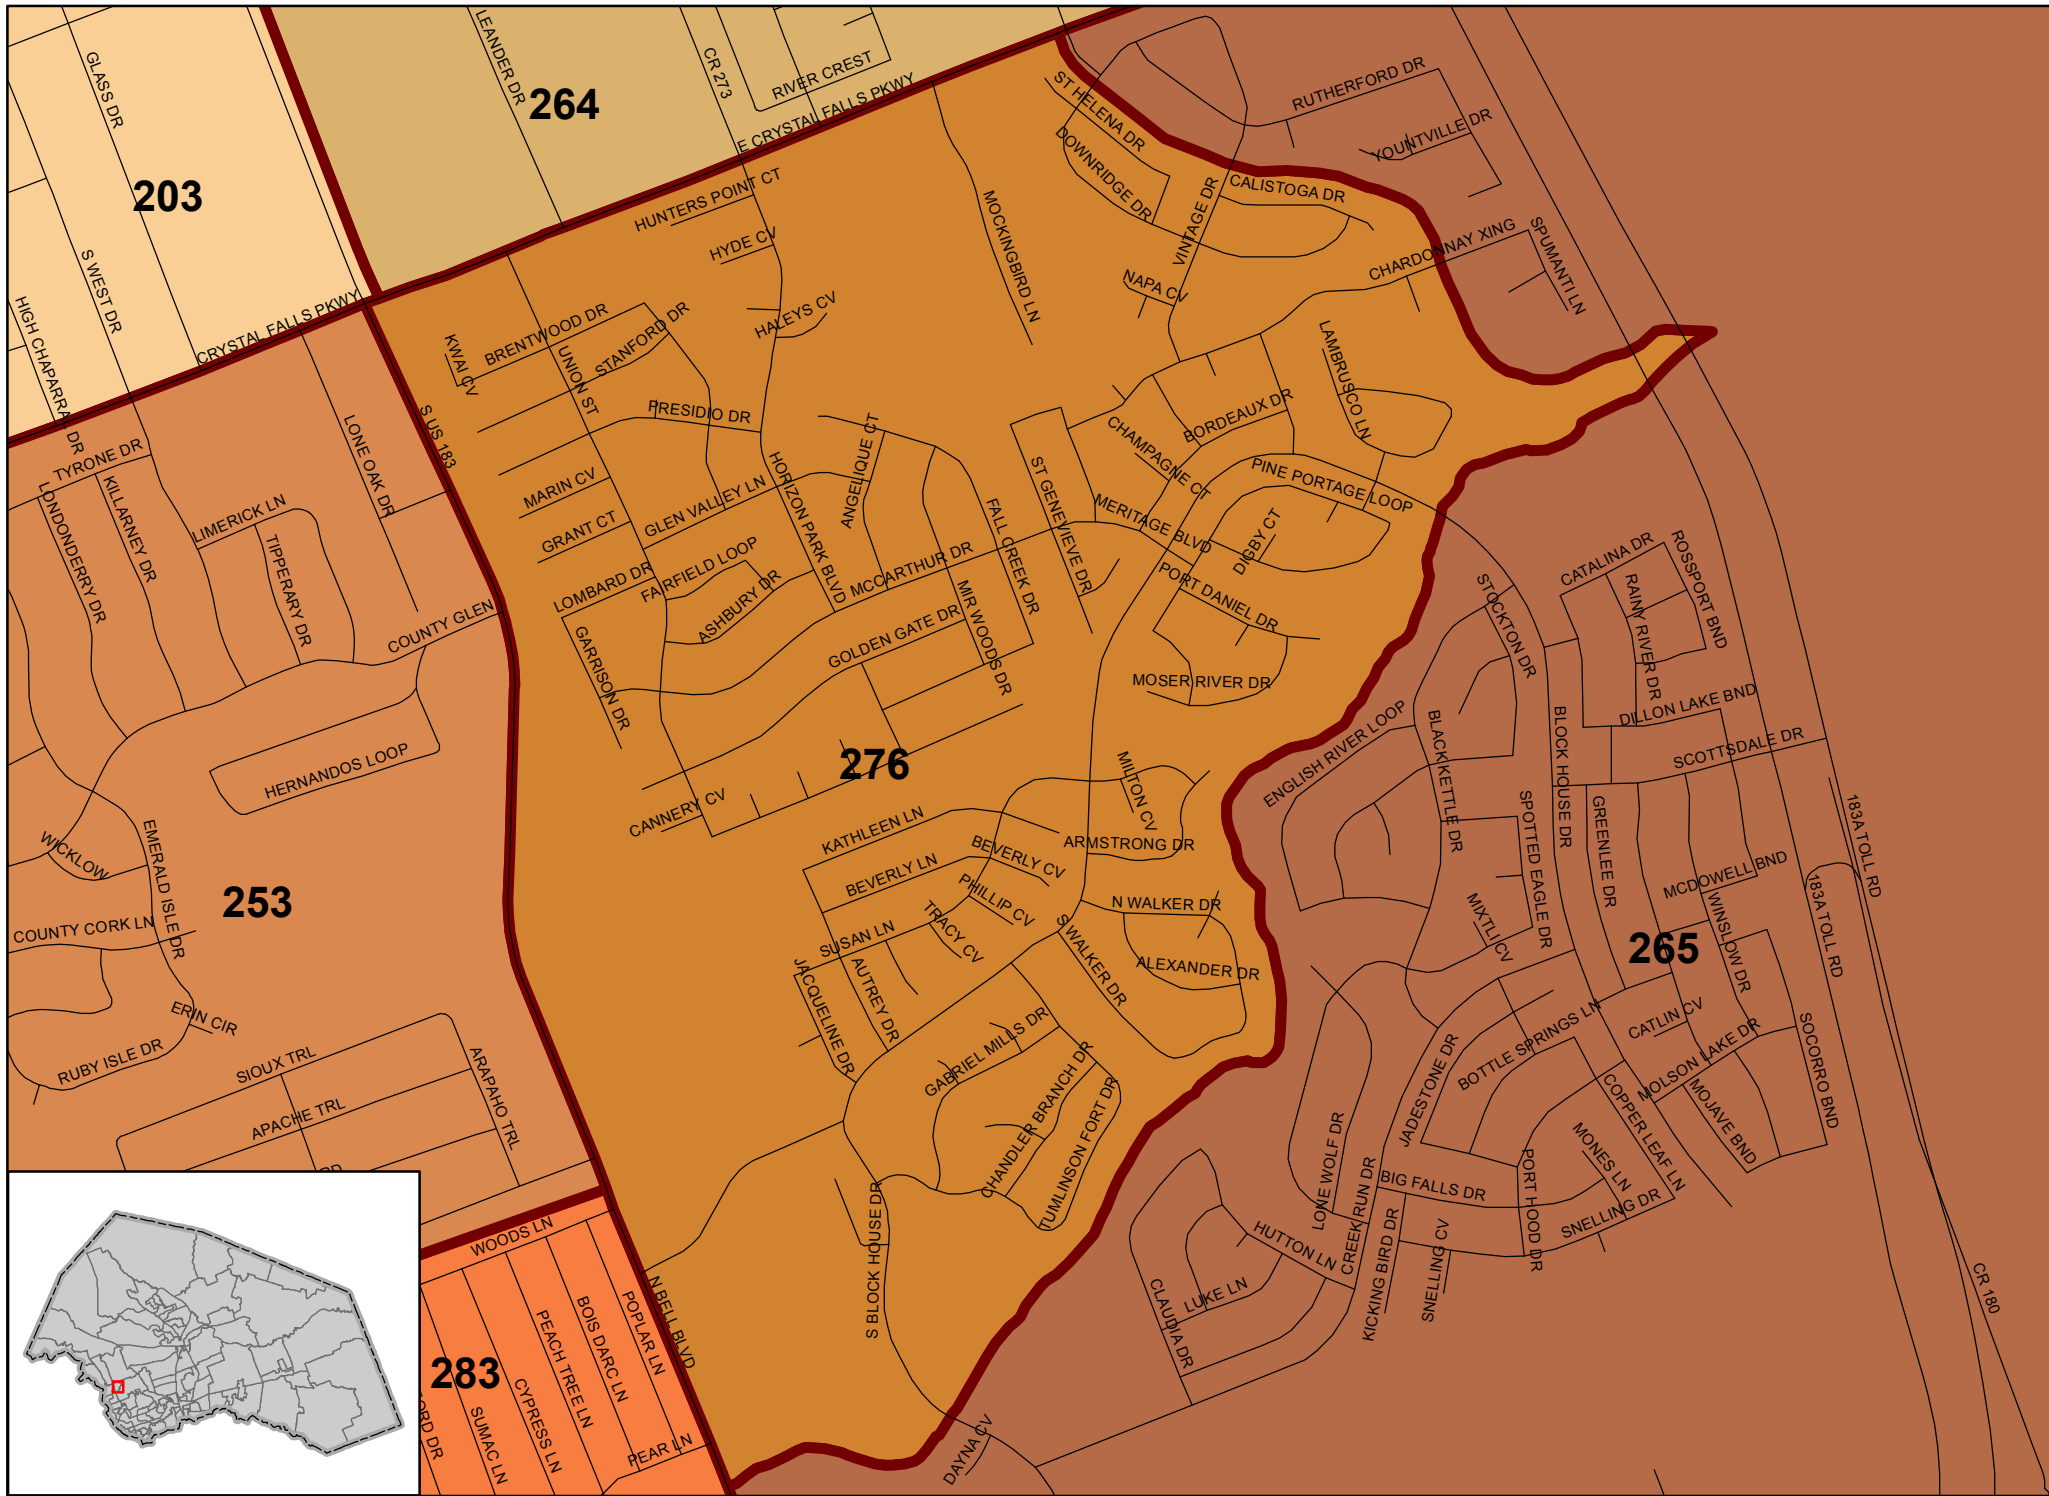 GLASS DR
LEANDER DR
CR 273
RIVER CREST
264
E CRYSTAL FALLS PKWY
ST HELENA DR
RUTHERFORD DR
YOUNTVILLE DR
DOWNRIDGE DR
203
HUNTERS POINT CT
CALISTOGA DR
VINTAGE DR
MOCKINGBIRD LN
HYDE CV
CHARDONNAY XING
SPUMANTI LN
S WEST DR
NAPA CV
HIGH CHAPARRAL DR
CRYSTAL FALLS PKWY
HALEYS CV
BRENTWOOD DR
STANFORD DR
KWAI CV
UNION ST
LAMBRUSCO LN
S US 183
LONE OAK DR
PRESIDIO DR
ANGELIQUE CT
BORDEAUX DR
CHAMPAGNE CT
TYRONE DR
LONDONDERRY DR
KILLARNEY DR
LIMERICK LN
TIPPERARY DR
MARIN CV
GLEN VALLEY LN
HORIZON PARK BLVD
ST GENEVIEVE DR
PINE PORTAGE LOOP
MERITAGE BLVD
DIGBY CT
GRANT CT
FALL CREEK DR
FAIRFIELD LOOP
LOMBARD DR
ASHBURY DR
MCCARTHUR DR
MIR WOODS DR
PORT DANIEL DR
CATALINA DR
ROSSPORT BND
RAINY RIVER DR
STOCKTON DR
COUNTY GLEN
GARRISON DR
GOLDEN GATE DR
MOSER RIVER DR
DILLON LAKE BND
SCOTTSDALE DR
BLOCK HOUSE DR
BLACK KETTLE DR
ENGLISH RIVER LOOP
HERNANDOS LOOP
276
MILTON CV
CANNERY CV
KATHLEEN LN
ARMSTRONG DR
BEVERLY CV
BEVERLY LN
PHILLIP CV
TRACY CV
SUSAN LN
N WALKER DR
S WALKER DR
ALEXANDER DR
SPOTTED EAGLE DR
GREENLEE DR
MCDOWELL BND
183A TOLL RD
183A TOLL RD
WINSLOW DR
MIXTLI CV
265
WICKLOW
EMERALD ISLE DR
253
COUNTY CORK LN
ERIN CIR
RUBY ISLE DR
JACQUELINE DR
AUTREY DR
GABRIEL MILLS DR
CHANDLER BRANCH DR
TUMLINSON FORT DR
BOTTLE SPRINGS LN
CATLIN CV
MOLSON LAKE DR
SOCORRO BND
MOJAVE BND
COPPER LEAF LN
JADESTONE DR
SIOUX TRL
APACHE TRL
ARAPAHO TRL
RD
MONES LN
PORT HOOD DR
BIG FALLS DR
SNELLING DR
LONE WOLF DR
CREEK RUN DR
KICKING BIRD DR
SNELLING CV
HUTTON LN
LUKE LN
CLAUDIA DR
S BLOCK HOUSE DR
WOODS LN
N BELL BLVD
POPLAR LN
BOIS DARC LN
PEACH TREE LN
CYPRESS LN
SUMAC LN
ORD DR
283
PEAR LN
DAYNA CV
CR 180